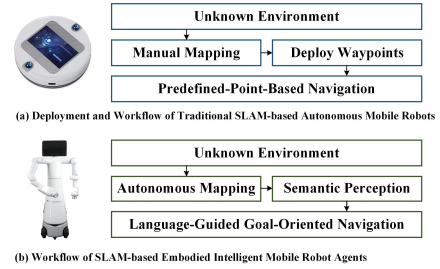 Unknown Environment
Manual Mapping
Deploy Waypoints
Predefined-Point-Based Navigation
(a) Deployment and Workflow of Traditional SLAM-based Autonomous Mobile Robots
Unknown Environment
Autonomous Mapping
Semantic Perception
Language-Guided Goal-Oriented Navigation
(b) Workflow of SLAM-based Embodied Intelligent Mobile Robot Agents